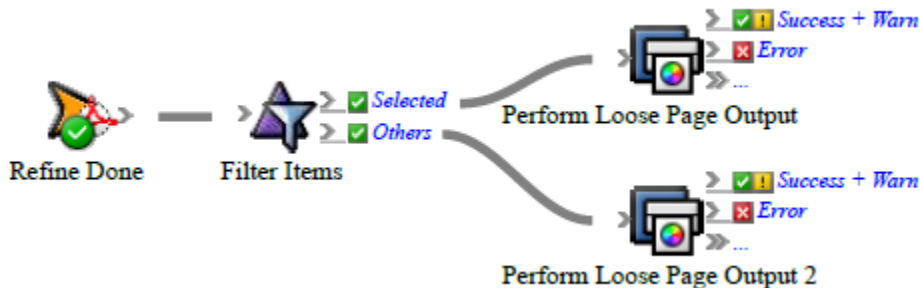 Refine Done
Filter Items
Selected
Others
Success + Warn
Error
...
Perform Loose Page Output
Success + Warn
Error
...
Perform Loose Page Output 2